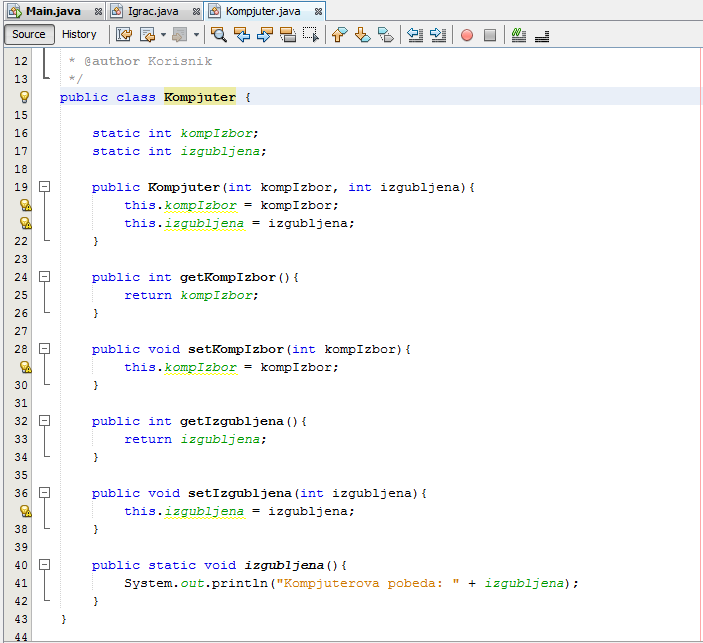 Main.java Igrac.java Kompjuter.java
Source History
12 * @author Korisnik
13 */
public class Kompjuter {
15
16 static int kompIzbor;
17 static int izgubljena;
18
19 public Kompjuter(int kompIzbor, int izgubljena){
this.kompIzbor = kompIzbor;
this.izgubljena = izgubljena;
22 }
23
24 public int getKompIzbor(){
25 return kompIzbor;
26 }
27
28 public void setKompIzbor(int kompIzbor){
this.kompIzbor = kompIzbor;
30 }
31
32 public int getIzgubljena(){
33 return izgubljena;
34 }
35
36 public void setIzgubljena(int izgubljena){
this.izgubljena = izgubljena;
38 }
39
40 public static void izgubljena(){
41 System.out.println("Kompjuterova pobeda: " + izgubljena);
42 }
43 }
44